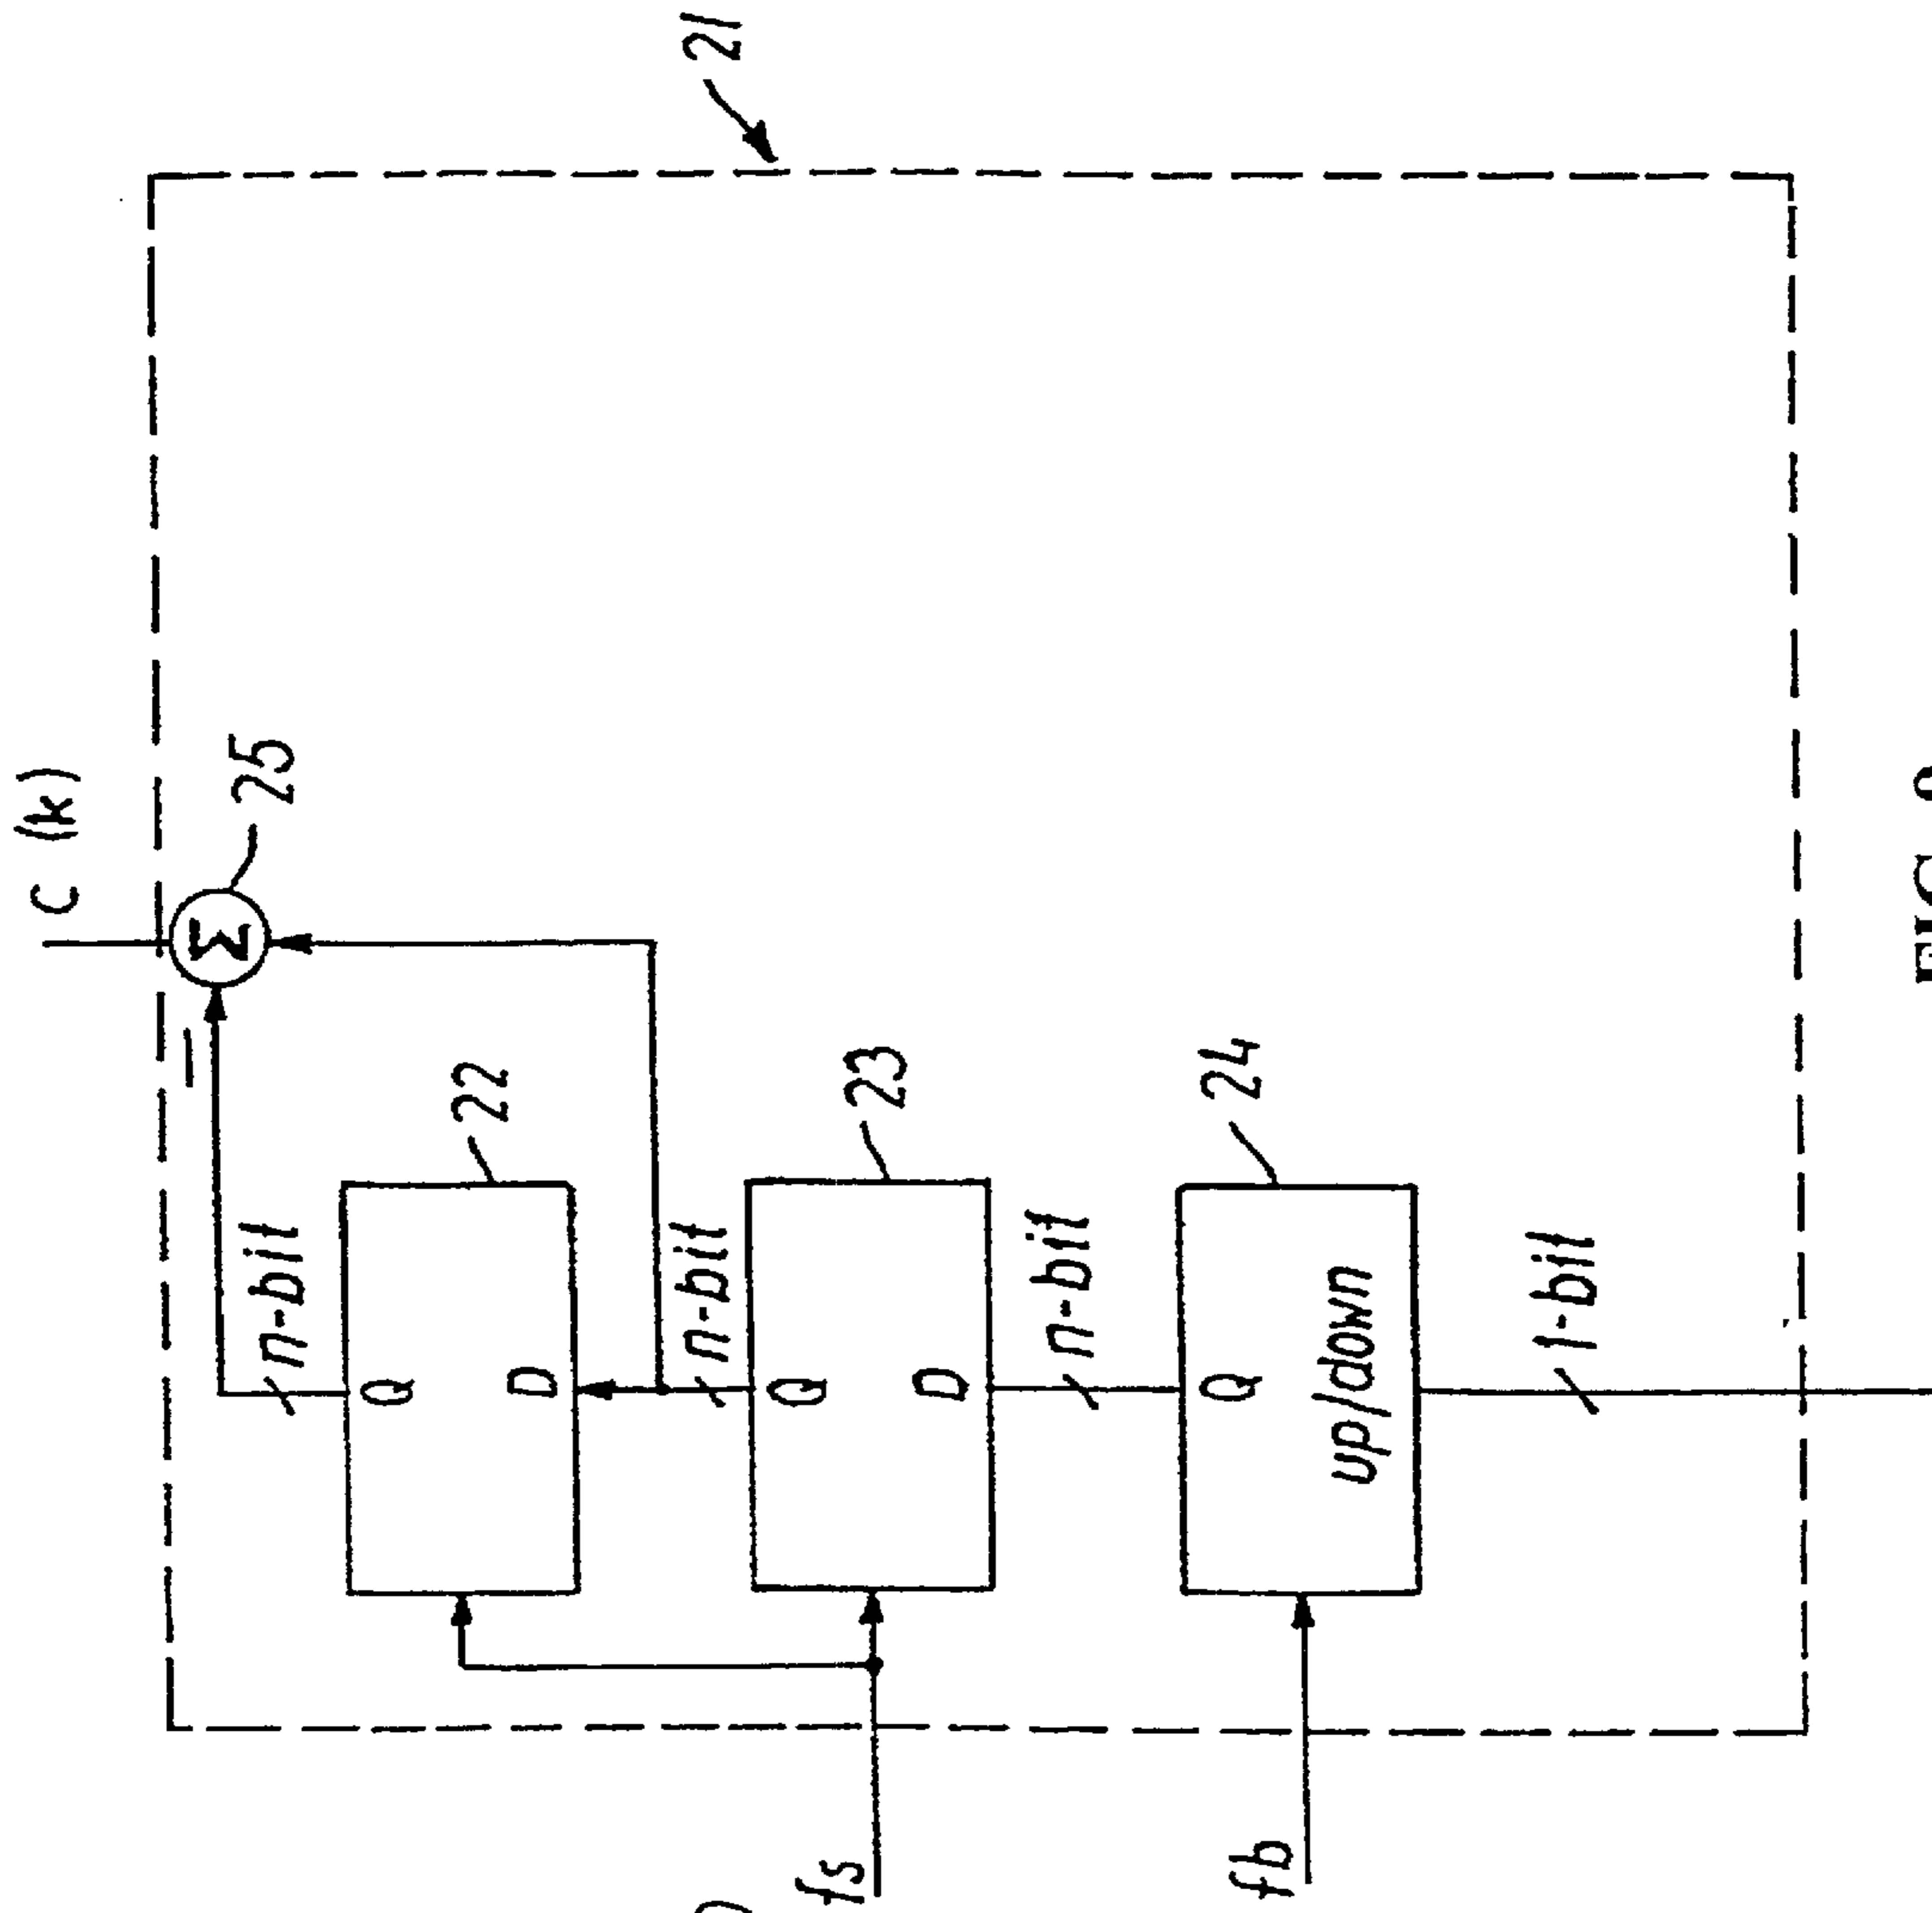 C (k)
25
21
n-bit
22
Σ
Q
D
n-bit
23
Q
D
n-bit
24
Q
up/down
1-bit
fs
fb